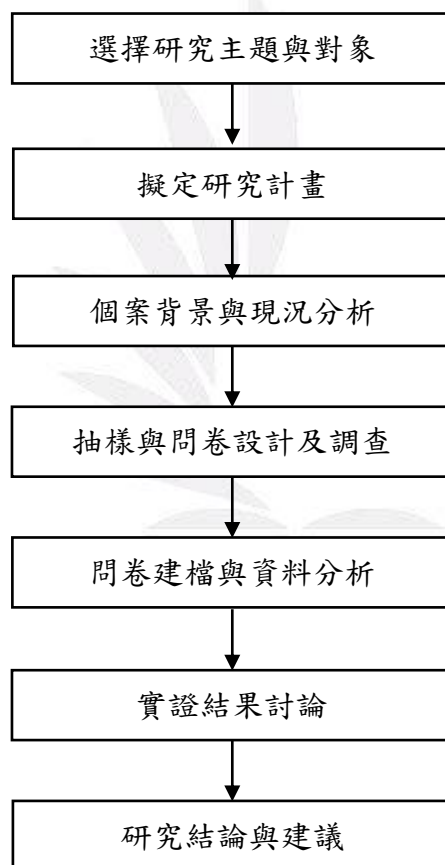 選擇研究主題與對象
擬定研究計畫
個案背景與現況分析
抽樣與問卷設計及調查
問卷建檔與資料分析
實證結果討論
研究結論與建議